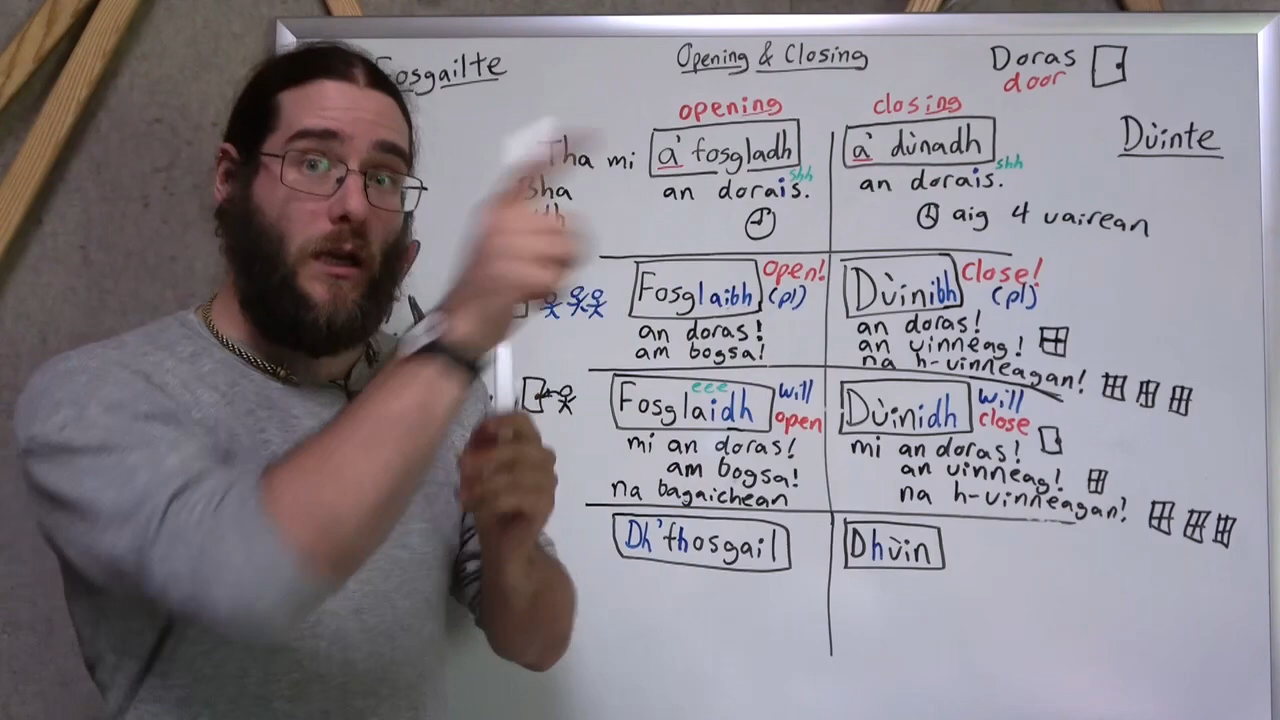 Fosgailte
Opening & Closing
Doras
door
opening
closing
Dùinte
Tha mi a' fosgladh
a' dùnadh
Bha
an dorais.
shh
an dorais.
shh
aig 4 uairean
Fosglaibh
open!
(pl)
Dùinibh
close!
(pl)
an doras!
am bogsa!
an doras!
an uinneag!
na h-uinneagan!
eee
Fosglaidh
will
open
Dùinidh
will
close
mi an doras!
am bogsa!
na bagaichean
mi an doras!
an uinneag!
na h-uinneagan!
Dh'fhosgail
Dhùin